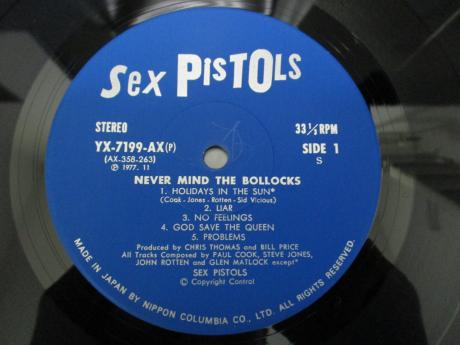 Sex PISTOLS
STEREO 33⅓RPM
YX-7199-AX(P) SIDE 1
(AX-358-263) S
Ⓟ 1977. 11
NEVER MIND THE BOLLOCKS
1. HOLIDAYS IN THE SUN*
(Cook - Jones - Rotten - Sid Vicious)
2. LIAR
3. NO FEELINGS
4. GOD SAVE THE QUEEN
5. PROBLEMS
Produced by CHRIS THOMAS and BILL PRICE
All Tracks Composed by PAUL COOK, STEVE JONES,
JOHN ROTTEN and GLEN MATLOCK except*
SEX PISTOLS
© Copyright Control
MADE IN JAPAN BY NIPPON COLUMBIA CO., LTD. ALL RIGHTS RESERVED.